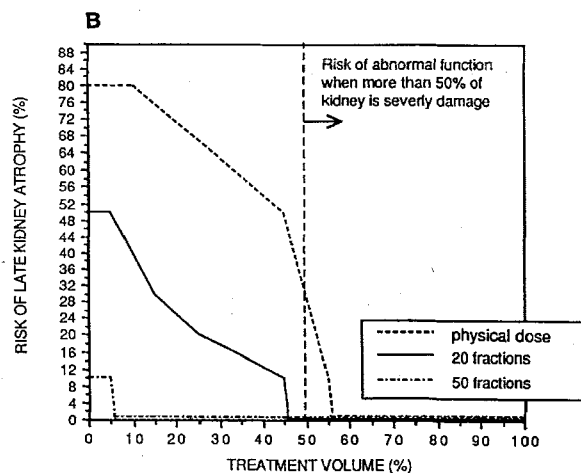 B
RISK OF LATE KIDNEY ATROPHY (%)
88
84
80
76
72
68
64
60
56
52
48
44
40
36
32
28
24
20
16
12
8
4
0
Risk of abnormal function
when more than 50% of
kidney is severly damage
physical dose
20 fractions
50 fractions
0 10 20 30 40 50 60 70 80 90 100
TREATMENT VOLUME (%)